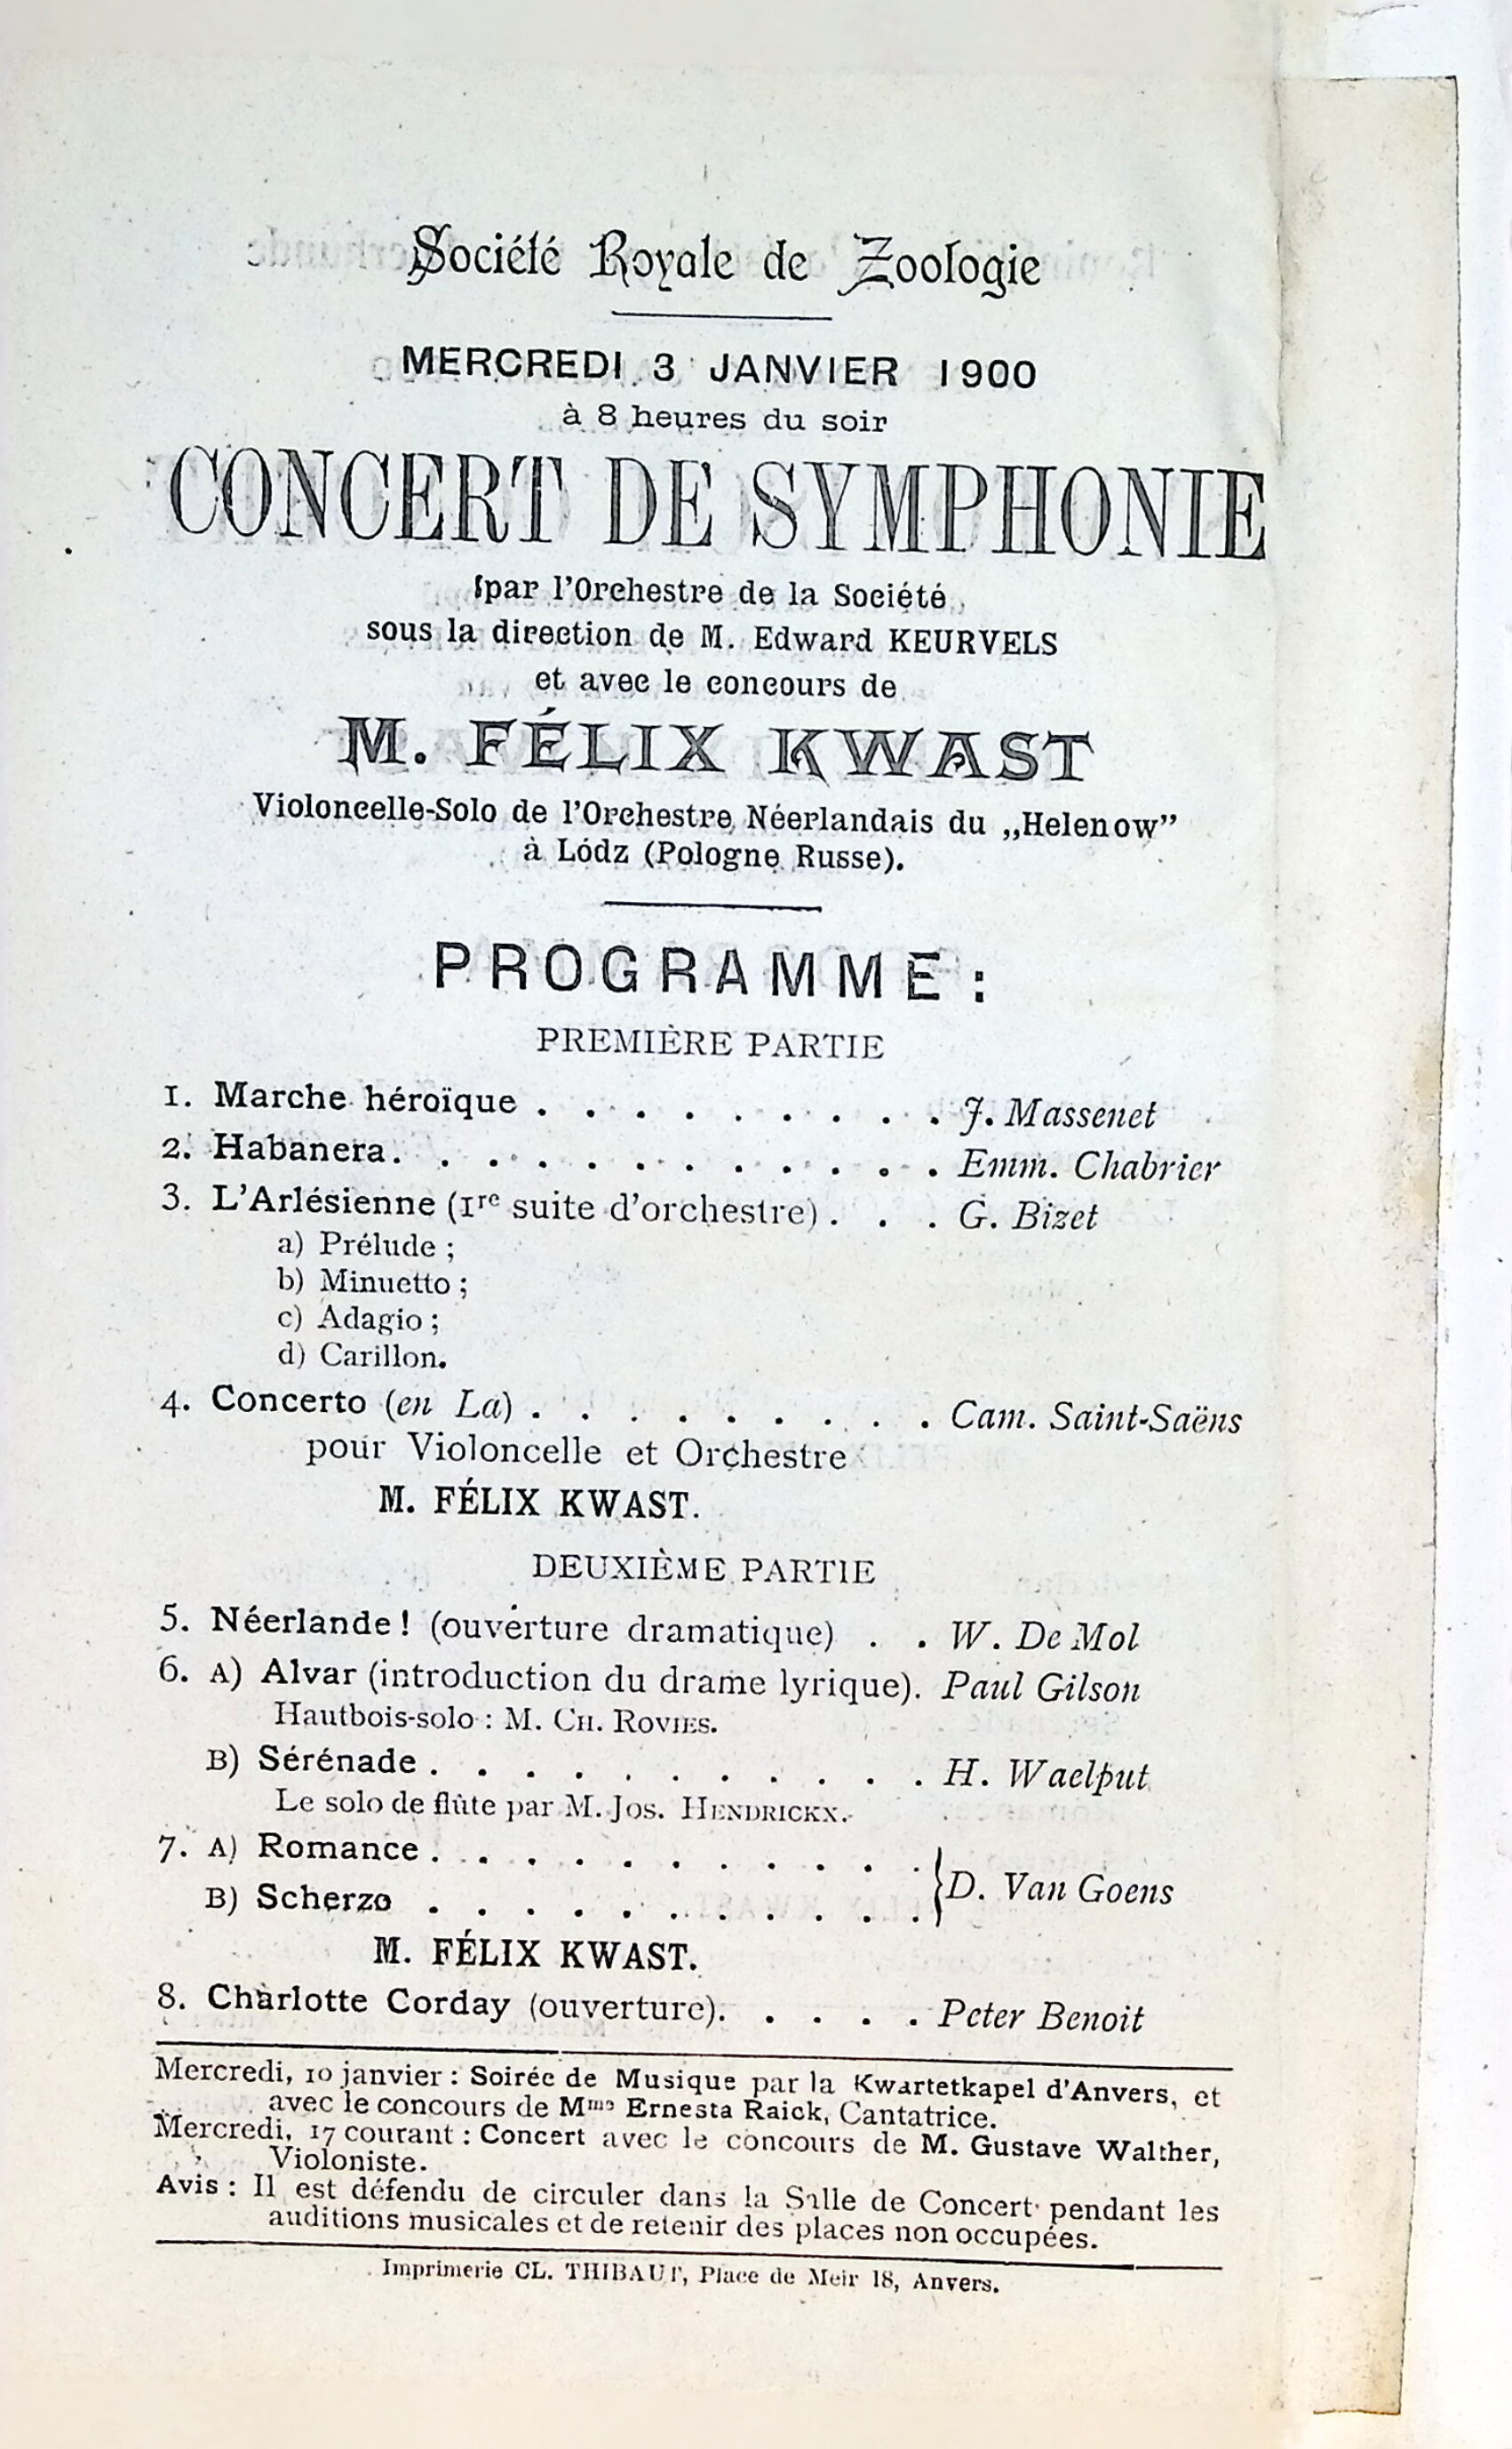 Société Royale de Zoologie
MERCREDI 3 JANVIER 1900
à 8 heures du soir
CONCERT DE SYMPHONIE
par l'Orchestre de la Société
sous la direction de M. Edward KEURVELS
et avec le concours de
M. FÉLIX KWAST
Violoncelle-Solo de l'Orchestre Néerlandais du „Helenow”
à Lódz (Pologne Russe).
PROGRAMME:
PREMIÈRE PARTIE
1. Marche héroïque . . . . . . . . . J. Massenet
2. Habanera. . . . . . . . . . . . Emm. Chabrier
3. L'Arlésienne (1re suite d'orchestre) . . . G. Bizet
a) Prélude ;
b) Minuetto ;
c) Adagio ;
d) Carillon.
4. Concerto (en La) . . . . . . . . . Cam. Saint-Saëns
pour Violoncelle et Orchestre
M. FÉLIX KWAST.
DEUXIÈME PARTIE
5. Néerlande ! (ouverture dramatique) . . W. De Mol
6. A) Alvar (introduction du drame lyrique). Paul Gilson
Hautbois-solo : M. CH. ROVIES.
B) Sérénade . . . . . . . . . . . H. Waelput
Le solo de flûte par M. Jos. HENDRICKX.
7. A) Romance . . . . . . . . . . .
B) Scherzo . . . . . . . . . . . } D. Van Goens
M. FÉLIX KWAST.
8. Charlotte Corday (ouverture). . . . . Peter Benoit
Mercredi, 10 janvier : Soirée de Musique par la Kwartetkapel d'Anvers, et
avec le concours de Mme Ernesta Raick, Cantatrice.
Mercredi, 17 courant : Concert avec le concours de M. Gustave Walther,
Violoniste.
Avis : Il est défendu de circuler dans la Salle de Concert pendant les
auditions musicales et de retenir des places non occupées.
Imprimerie CL. THIBAUT, Place de Meir 18, Anvers.